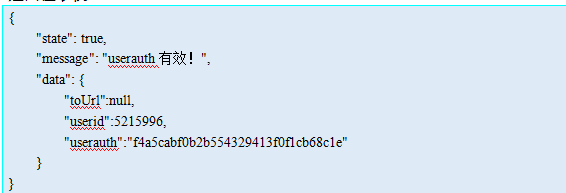 {
"state": true,
"message": "userauth 有效！",
"data": {
"toUrl":null,
"userid":5215996,
"userauth":"f4a5cabf0b2b554329413f0f1cb68c1e"
}
}